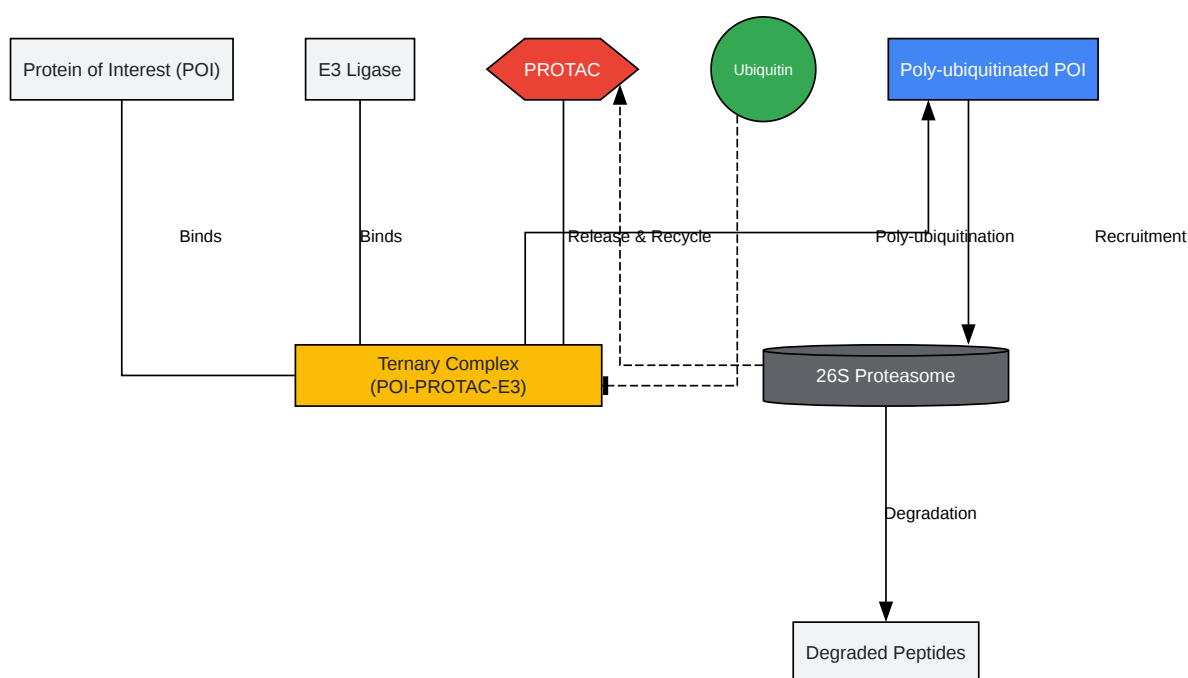 Protein of Interest (POI)
E3 Ligase
PROTAC
Ubiquitin
Poly-ubiquitinated POI
Binds
Binds
Release & Recycle
Poly-ubiquitination
Recruitment
Ternary Complex
(POI-PROTAC-E3)
26S Proteasome
Degradation
Degraded Peptides